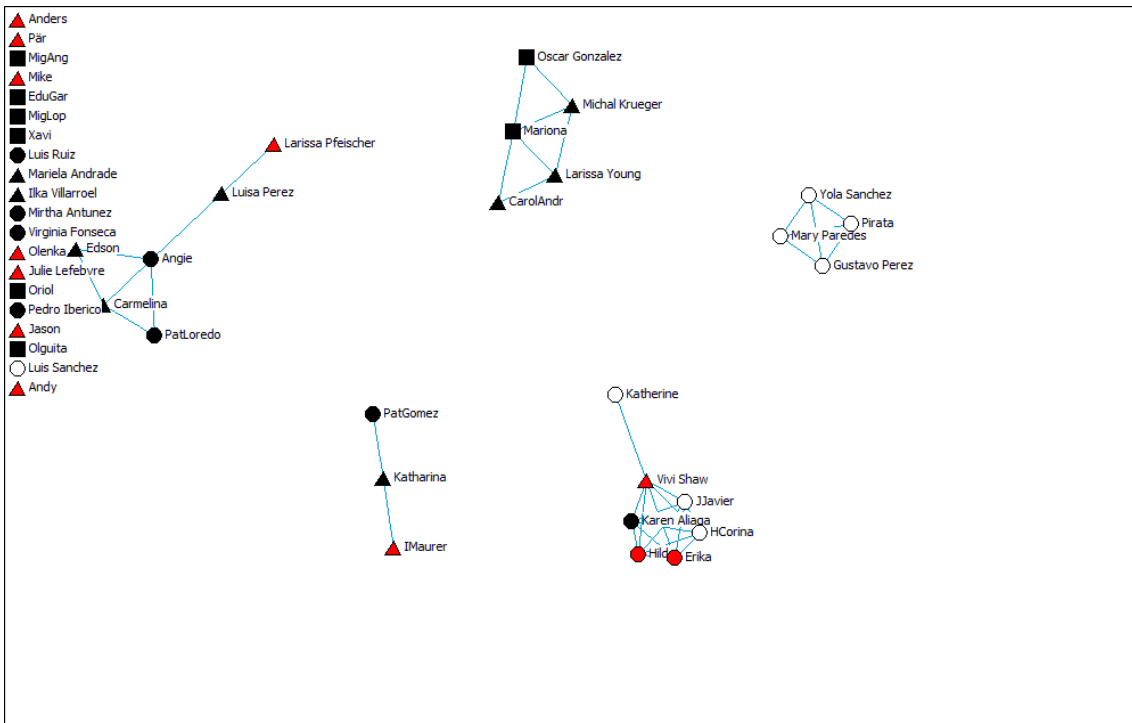 Anders
Pär
MigAng
Mike
EduGar
MigLop
Xavi
Luis Ruiz
Mariela Andrade
Ilka Villarroel
Mirtha Antunez
Virginia Fonseca
Olenka
Julie Lefebvre
Oriol
Pedro Iberico
Jason
Olguita
Luis Sanchez
Andy
Larissa Pfeischer
Luisa Perez
Edson
Angie
Carmelina
PatLoredo
Oscar Gonzalez
Michal Krueger
Mariona
Larissa Young
CarolAndr
Yola Sanchez
Pirata
Mary Paredes
Gustavo Perez
PatGomez
Katharina
IMaurer
Katherine
Vivi Shaw
JJavier
Karen Aliaga
HCorina
Erika